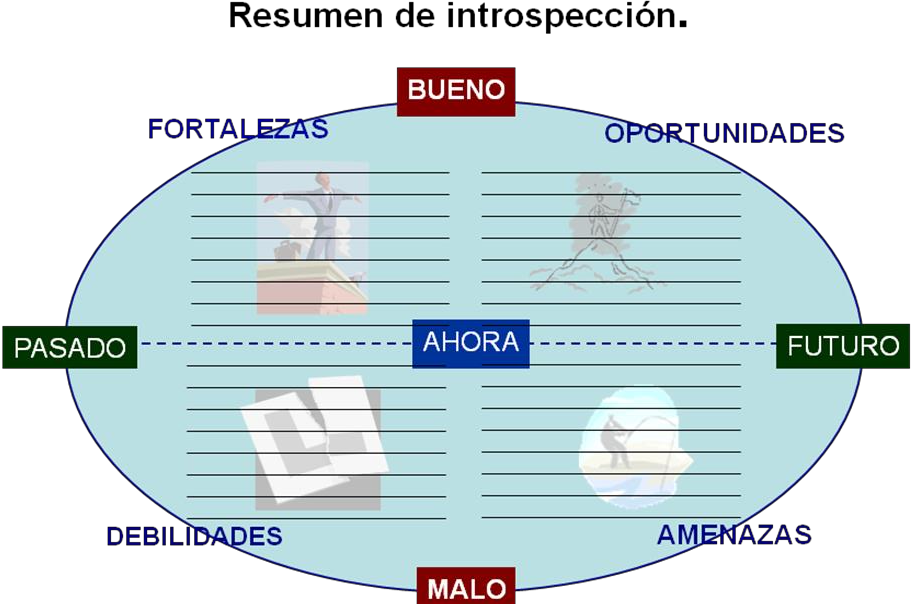 Resumen de introspección.
BUENO
FORTALEZAS
OPORTUNIDADES
PASADO
AHORA
FUTURO
DEBILIDADES
AMENAZAS
MALO